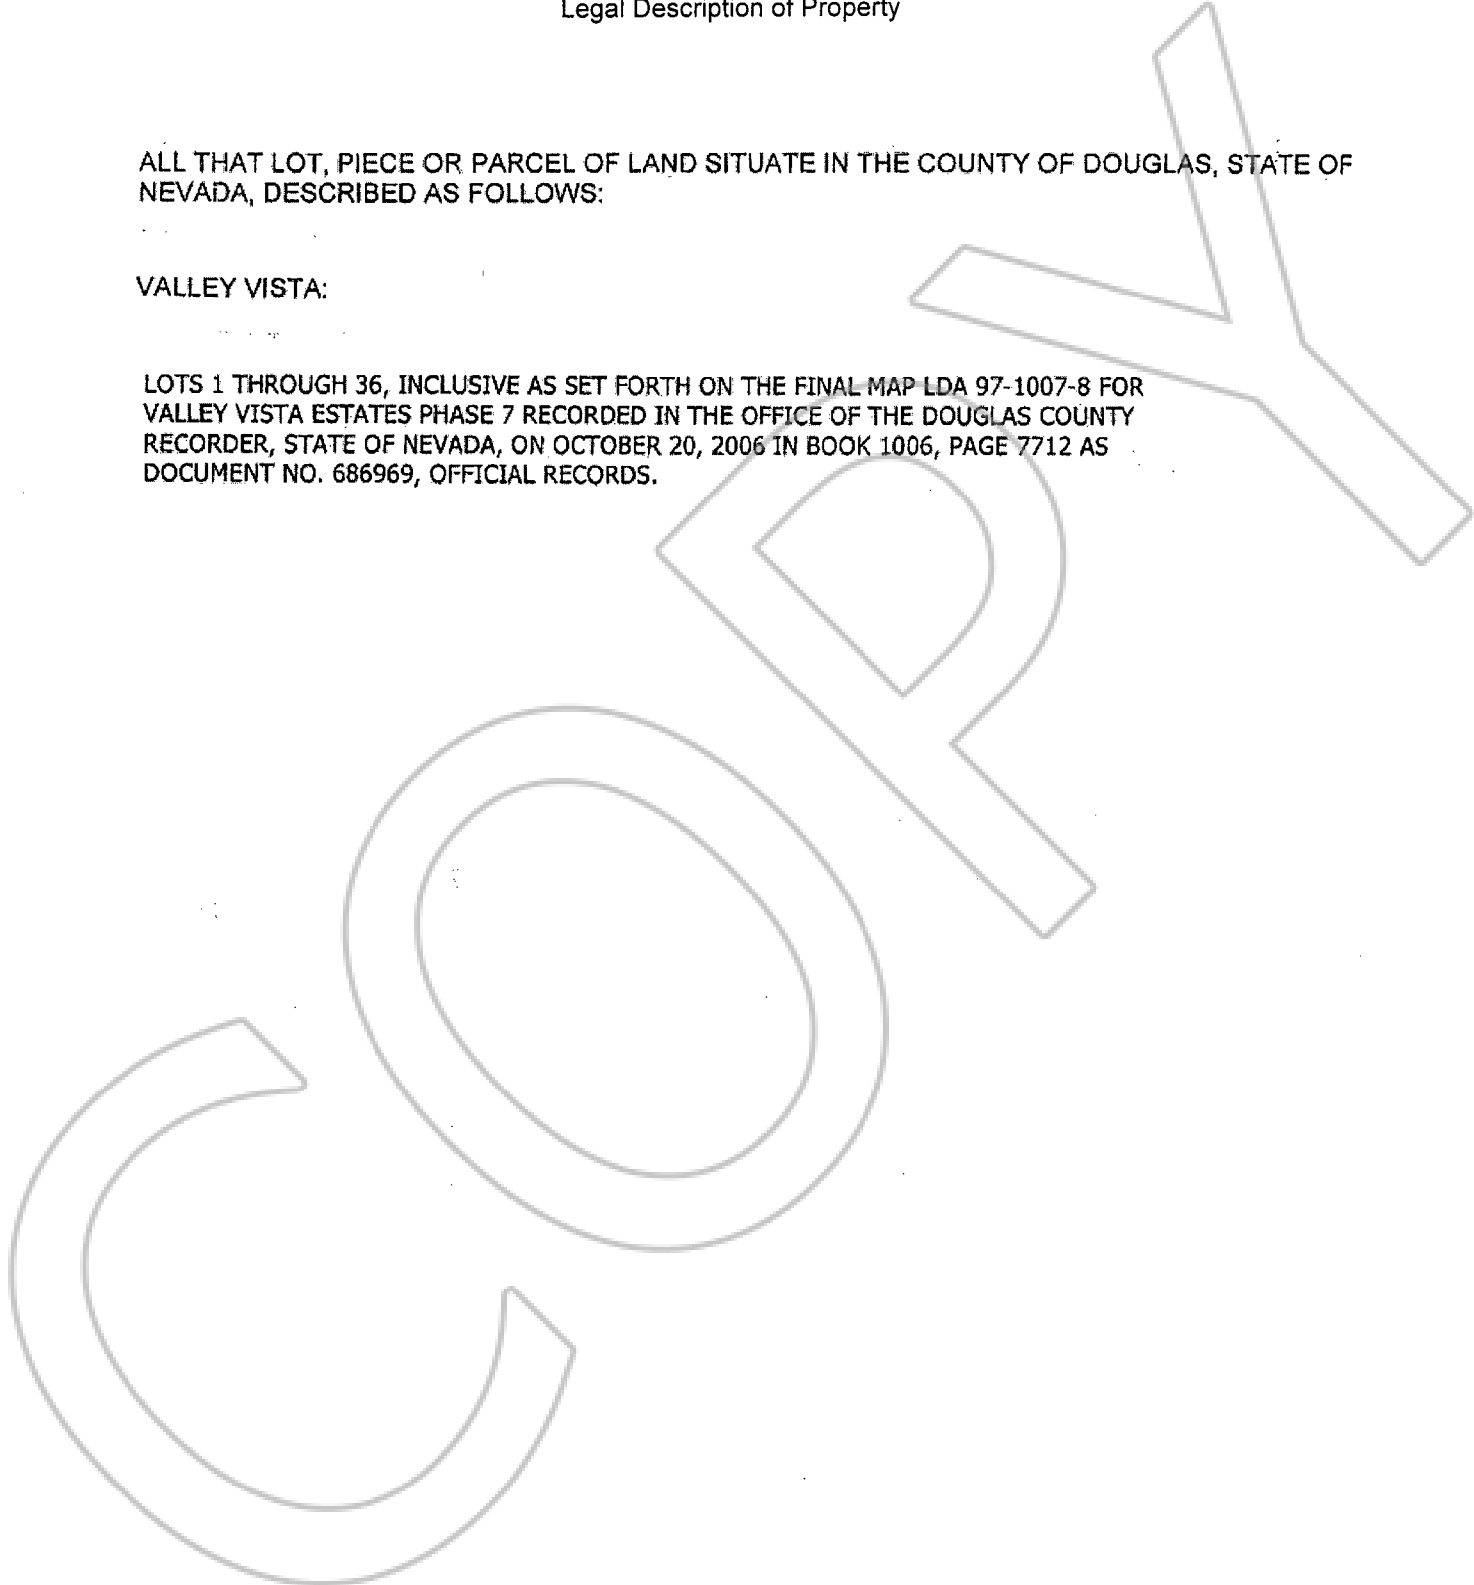 Legal Description of Property
ALL THAT LOT, PIECE OR PARCEL OF LAND SITUATE IN THE COUNTY OF DOUGLAS, STATE OF
NEVADA, DESCRIBED AS FOLLOWS:
VALLEY VISTA:
LOTS 1 THROUGH 36, INCLUSIVE AS SET FORTH ON THE FINAL MAP LDA 97-1007-8 FOR
VALLEY VISTA ESTATES PHASE 7 RECORDED IN THE OFFICE OF THE DOUGLAS COUNTY
RECORDER, STATE OF NEVADA, ON OCTOBER 20, 2006 IN BOOK 1006, PAGE 7712 AS
DOCUMENT NO. 686969, OFFICIAL RECORDS.
COPY